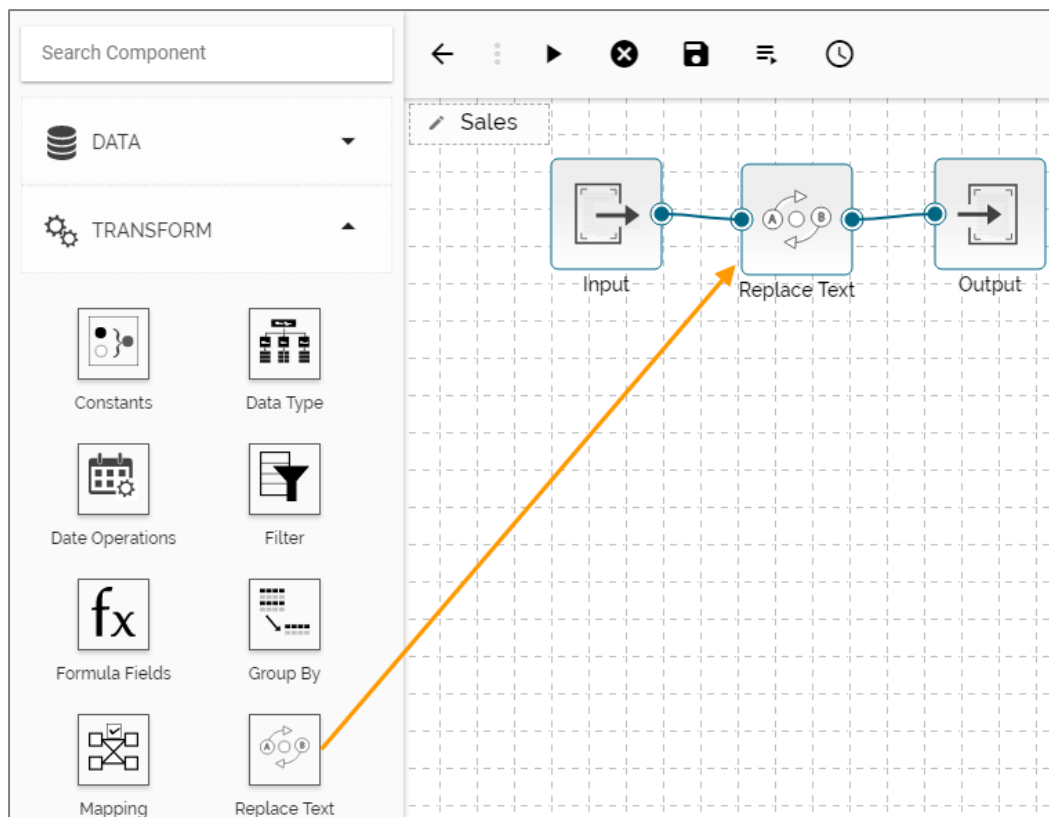 Search Component
DATA
TRANSFORM
Constants
Data Type
Date Operations
Filter
fx
Formula Fields
Group By
A B
Mapping
Replace Text
Sales
A B
Input
Replace Text
Output